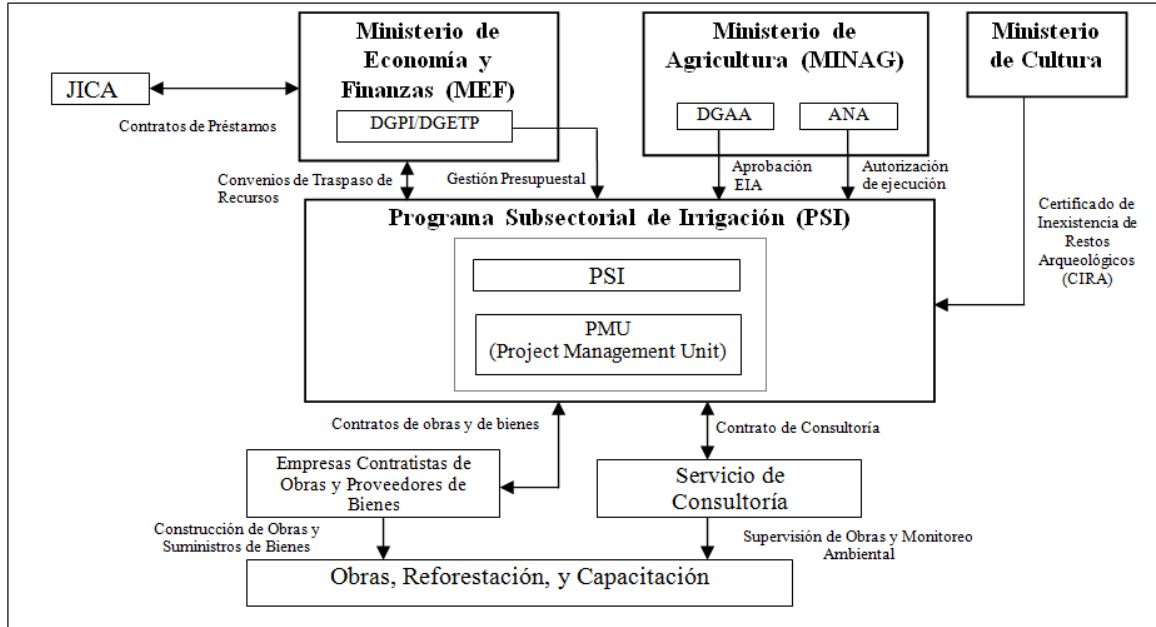 Ministerio de
Economía y
Finanzas (MEF)
DGPI/DGETP
Ministerio de
Agricultura (MINAG)
DGAA
ANA
Ministerio
de Cultura
JICA
Contratos de Préstamos
Convenios de Traspaso de
Recursos
Gestión Presupuestal
Aprobación
EIA
Autorización
de ejecución
Certificado de
Inexistencia de
Restos
Arqueológicos
(CIRA)
Programa Subsectorial de Irrigación (PSI)
PSI
PMU
(Project Management Unit)
Contratos de obras y de bienes
Contrato de Consultoría
Empresas Contratistas de
Obras y Proveedores de
Bienes
Servicio de
Consultoría
Construcción de Obras y
Suministros de Bienes
Supervisión de Obras y Monitoreo
Ambiental
Obras, Reforestación, y Capacitación